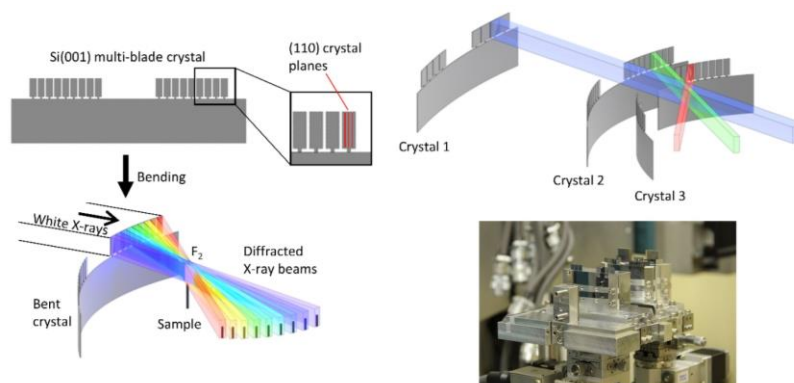 Si(001) multi-blade crystal
(110) crystal
planes
Bending
White X-rays
F₂
Diffracted
X-ray beams
Bent
crystal
Sample
Crystal 1
Crystal 2
Crystal 3